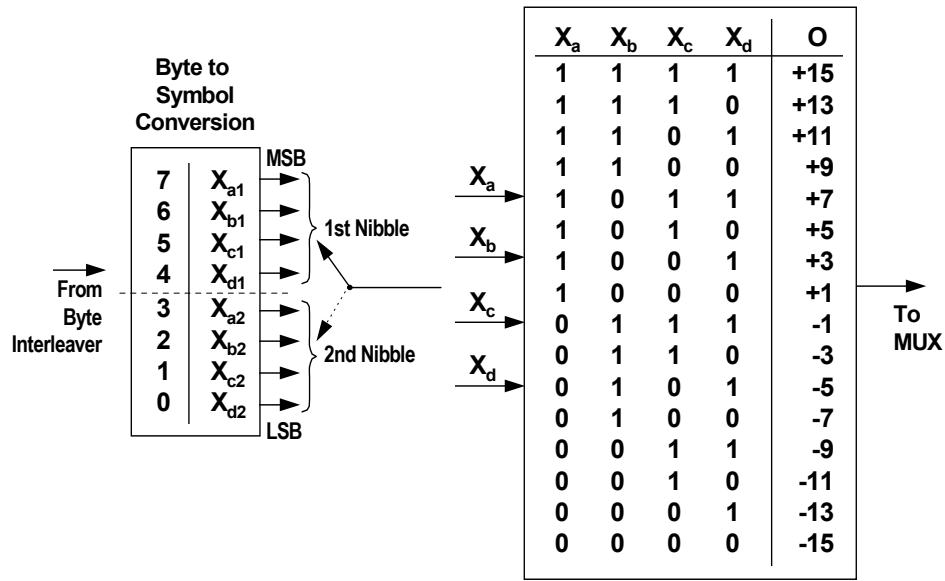 Byte to
Symbol
Conversion
MSB
7 Xa1
6 Xb1
5 Xc1
4 Xd1
3 Xa2
2 Xb2
1 Xc2
0 Xd2
LSB
1st Nibble
2nd Nibble
From
Byte
Interleaver
Xa
Xb
Xc
Xd
Xa Xb Xc Xd O
1 1 1 1 +15
1 1 1 0 +13
1 1 0 1 +11
1 1 0 0 +9
1 0 1 1 +7
1 0 1 0 +5
1 0 0 1 +3
1 0 0 0 +1
0 1 1 1 -1
0 1 1 0 -3
0 1 0 1 -5
0 1 0 0 -7
0 0 1 1 -9
0 0 1 0 -11
0 0 0 1 -13
0 0 0 0 -15
To
MUX